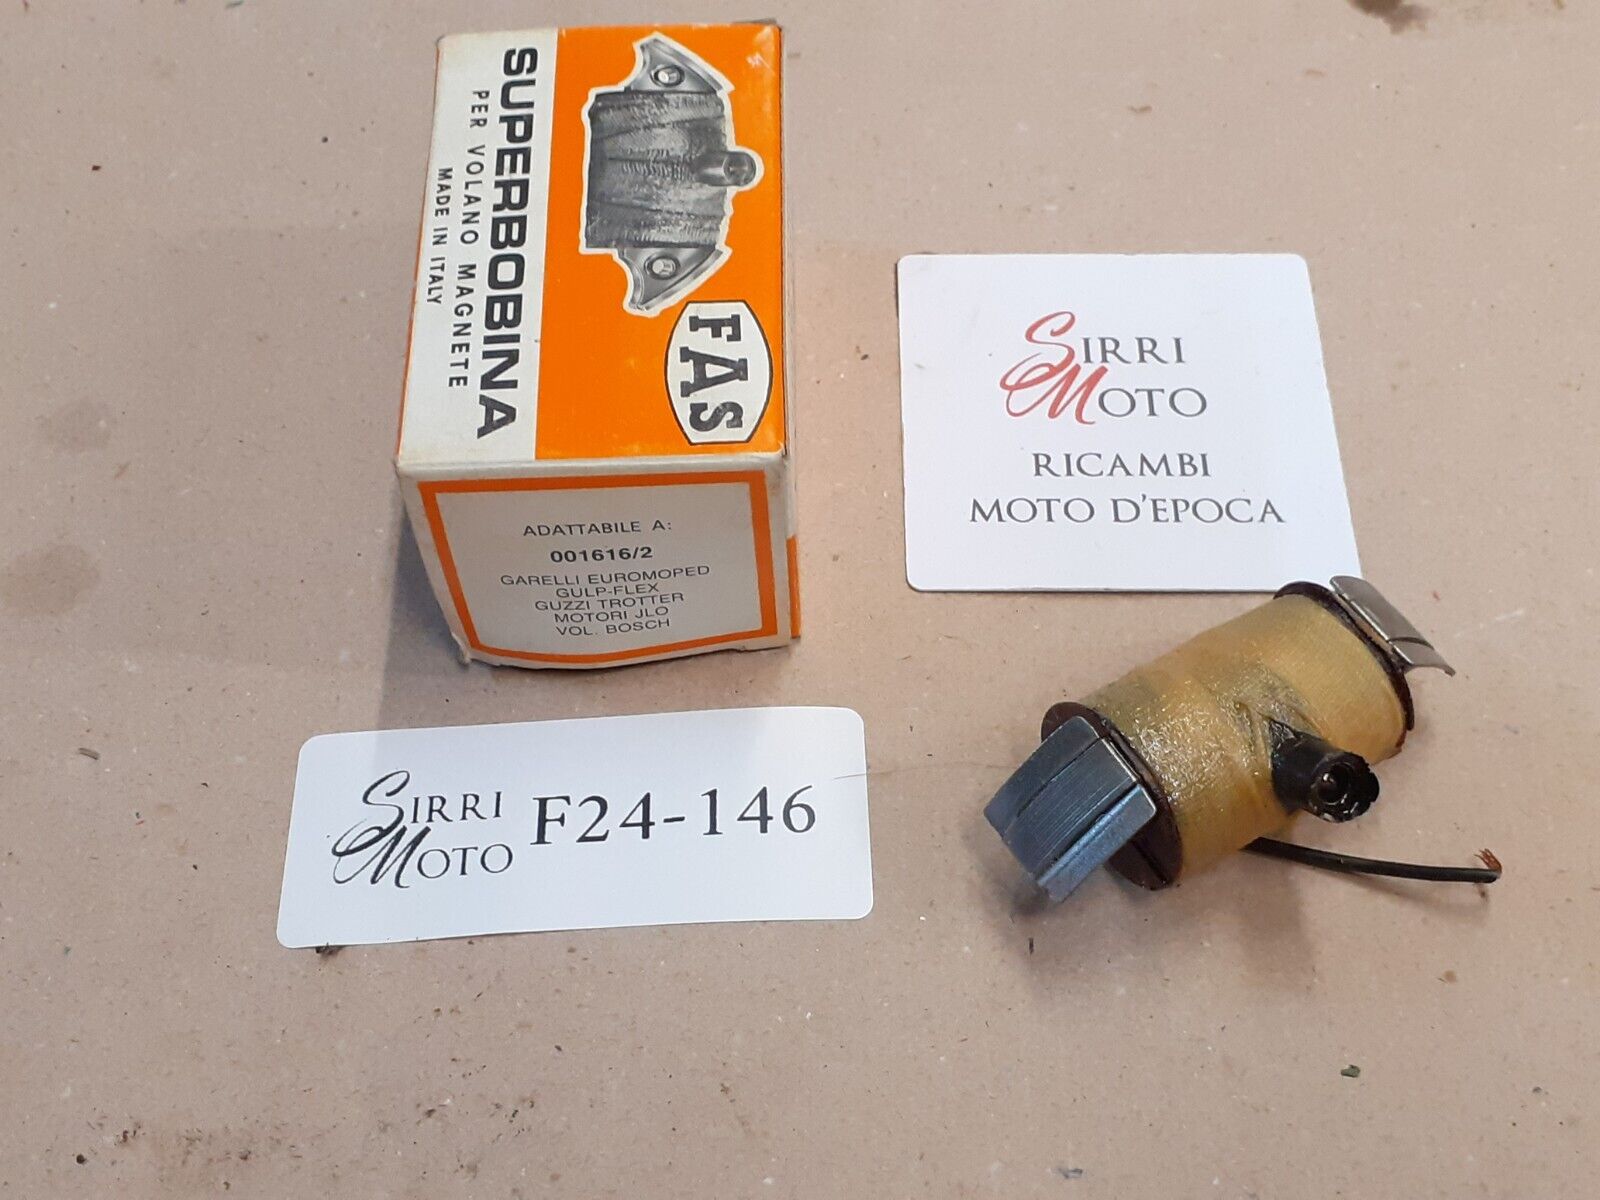 SUPERBOBINA
PER VOLANO MAGNETE
MADE IN ITALY
FAS
ADATTABILE A:
001616/2
GARELLI EUROMOPED
GULP-FLEX
GUZZI TROTTER
MOTORI JLO
VOL. BOSCH
SIRRI
MOTO
RICAMBI
MOTO D'EPOCA
SIRRI
MOTO
F24-146